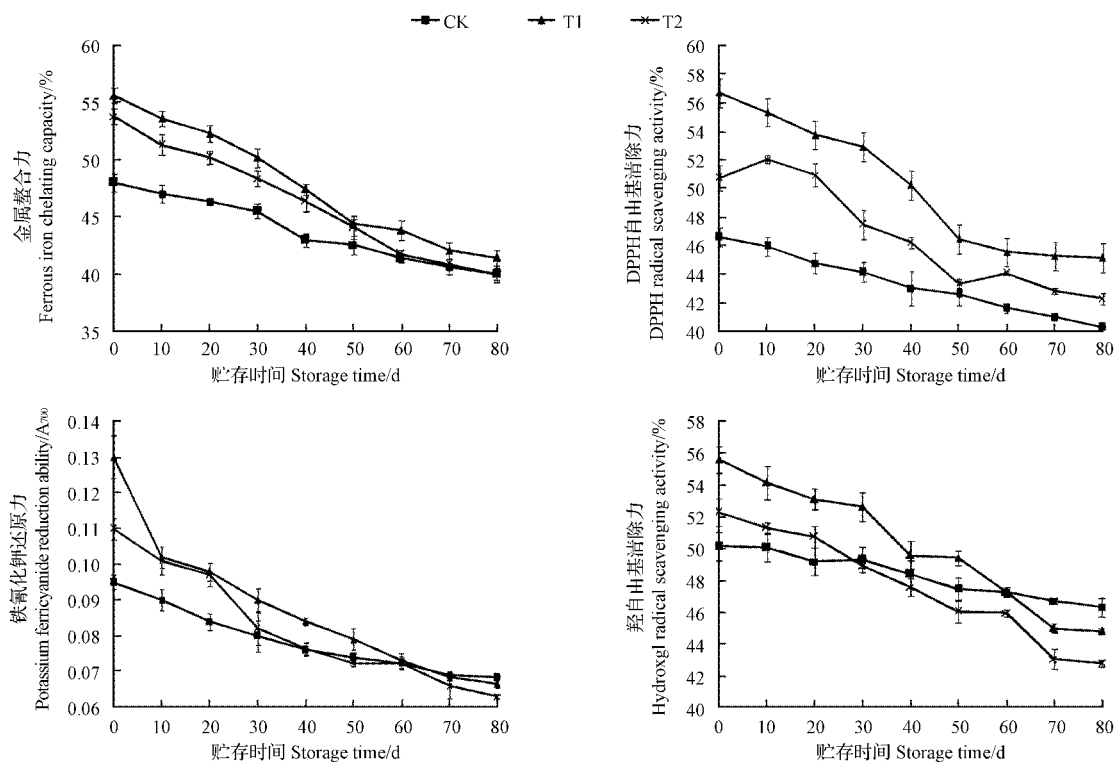 CK T1 T2
60
55
50
45
40
35
金属螯合力
Ferrous iron chelating capacity/%
0 10 20 30 40 50 60 70 80
贮存时间 Storage time/d
60
58
56
54
52
50
48
46
44
42
40
DPPH自由基清除力
DPPH radical scavenging activity/%
0 10 20 30 40 50 60 70 80
贮存时间 Storage time/d
0.14
0.13
0.12
0.11
0.10
0.09
0.08
0.07
0.06
铁氰化钾还原力
Potassium ferricyanide reduction ability/A₇₀₀
0 10 20 30 40 50 60 70 80
贮存时间 Storage time/d
58
56
54
52
50
48
46
44
42
40
羟自由基清除力
Hydroxgl radical scavenging activity/%
0 10 20 30 40 50 60 70 80
贮存时间 Storage time/d